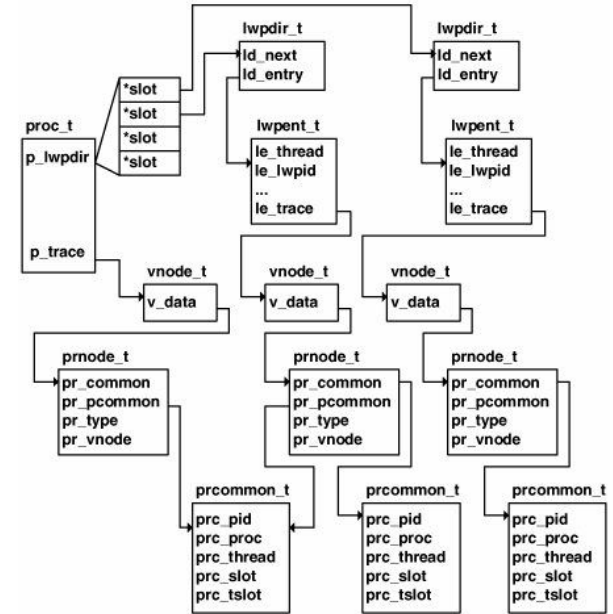 lwpdir_t
ld_next
ld_entry
lwpdir_t
ld_next
ld_entry
*slot
*slot
*slot
*slot
proc_t
p_lwpdir
p_trace
lwpent_t
le_thread
le_lwpid
...
le_trace
lwpent_t
le_thread
le_lwpid
...
le_trace
vnode_t
v_data
vnode_t
v_data
vnode_t
v_data
prnode_t
pr_common
pr_pcommon
pr_type
pr_vnode
prnode_t
pr_common
pr_pcommon
pr_type
pr_vnode
prnode_t
pr_common
pr_pcommon
pr_type
pr_vnode
prcommon_t
prc_pid
prc_proc
prc_thread
prc_slot
prc_tslot
prcommon_t
prc_pid
prc_proc
prc_thread
prc_slot
prc_tslot
prcommon_t
prc_pid
prc_proc
prc_thread
prc_slot
prc_tslot